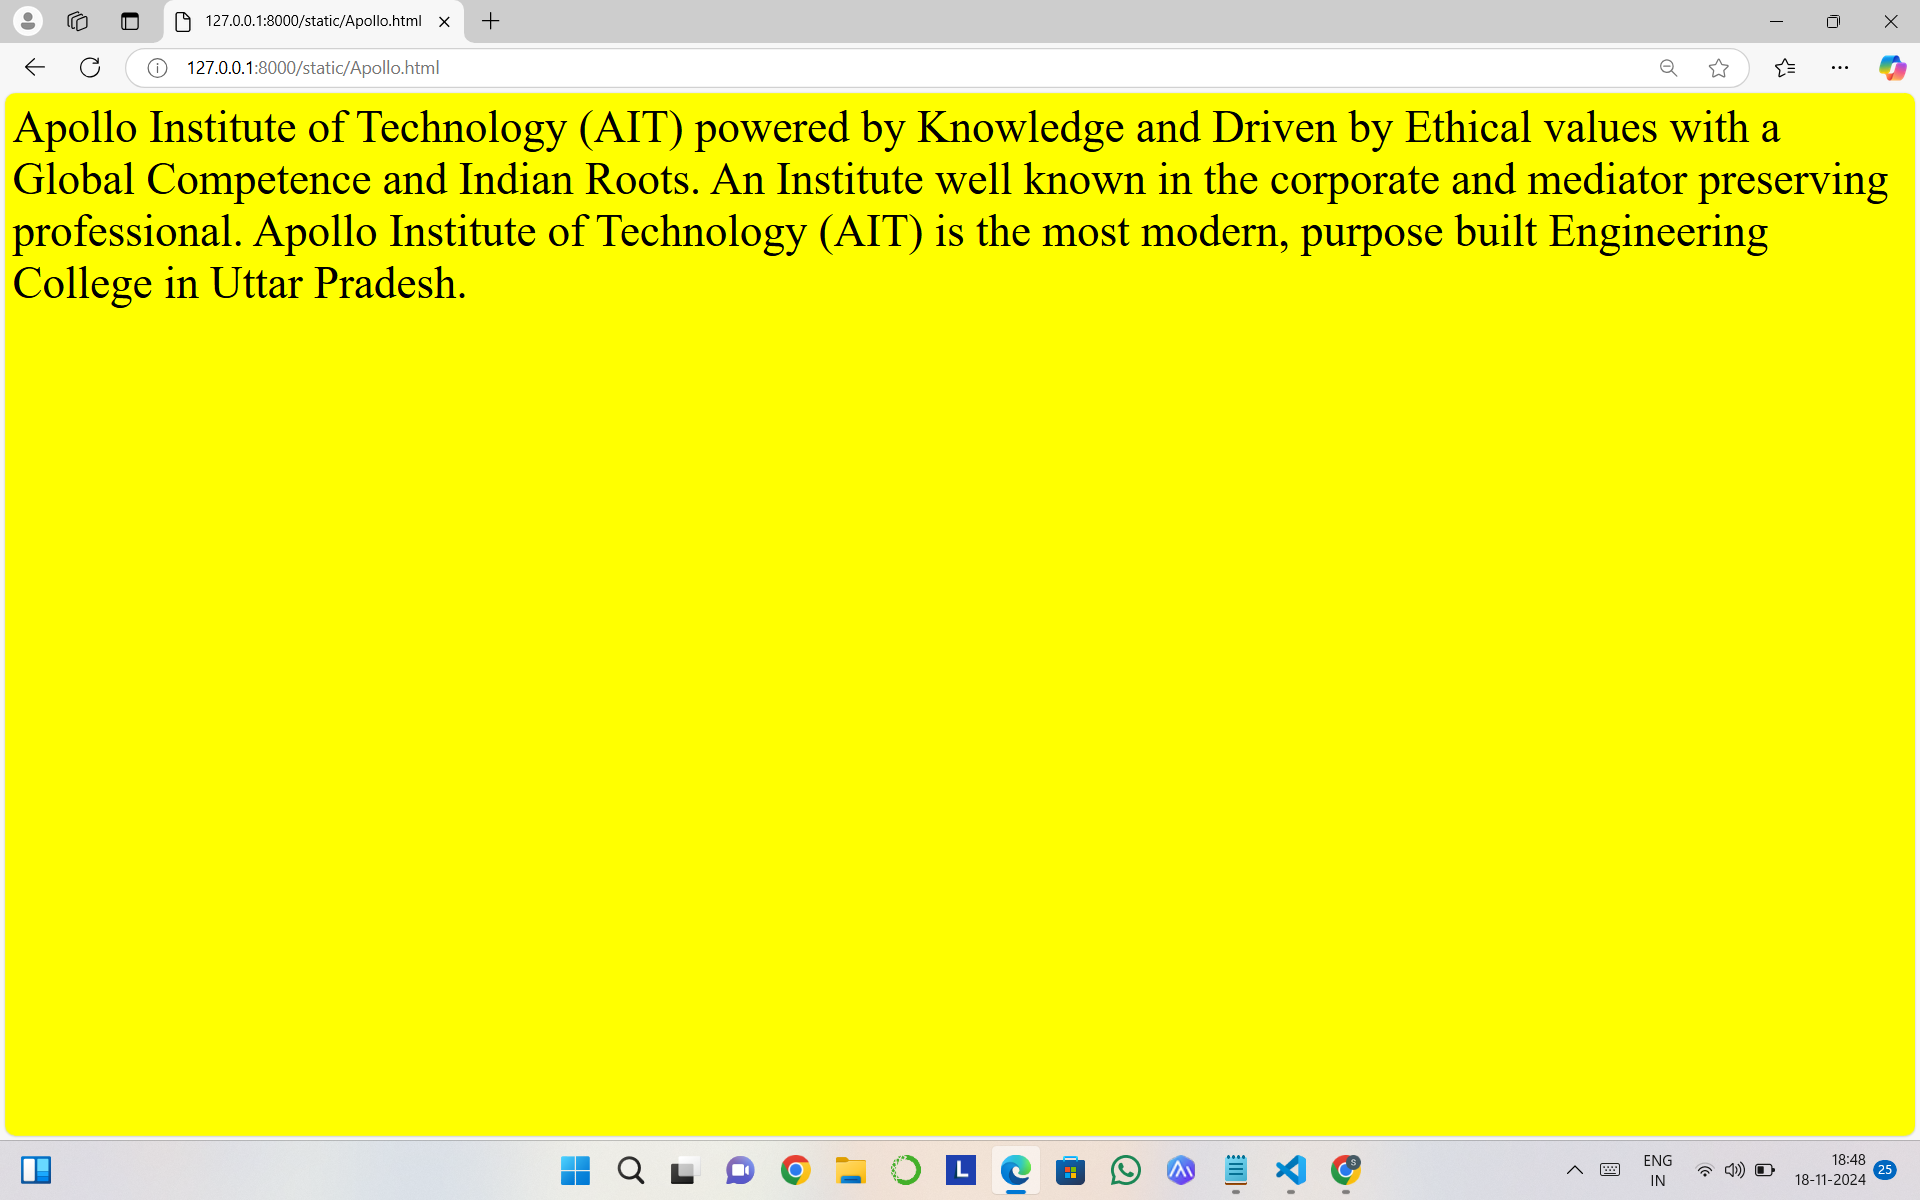 127.0.0.1:8000/static/Apollo.html
127.0.0.1:8000/static/Apollo.html
Apollo Institute of Technology (AIT) powered by Knowledge and Driven by Ethical values with a
Global Competence and Indian Roots. An Institute well known in the corporate and mediator preserving
professional. Apollo Institute of Technology (AIT) is the most modern, purpose built Engineering
College in Uttar Pradesh.
L
S
ENG
IN
18:48
18-11-2024
25